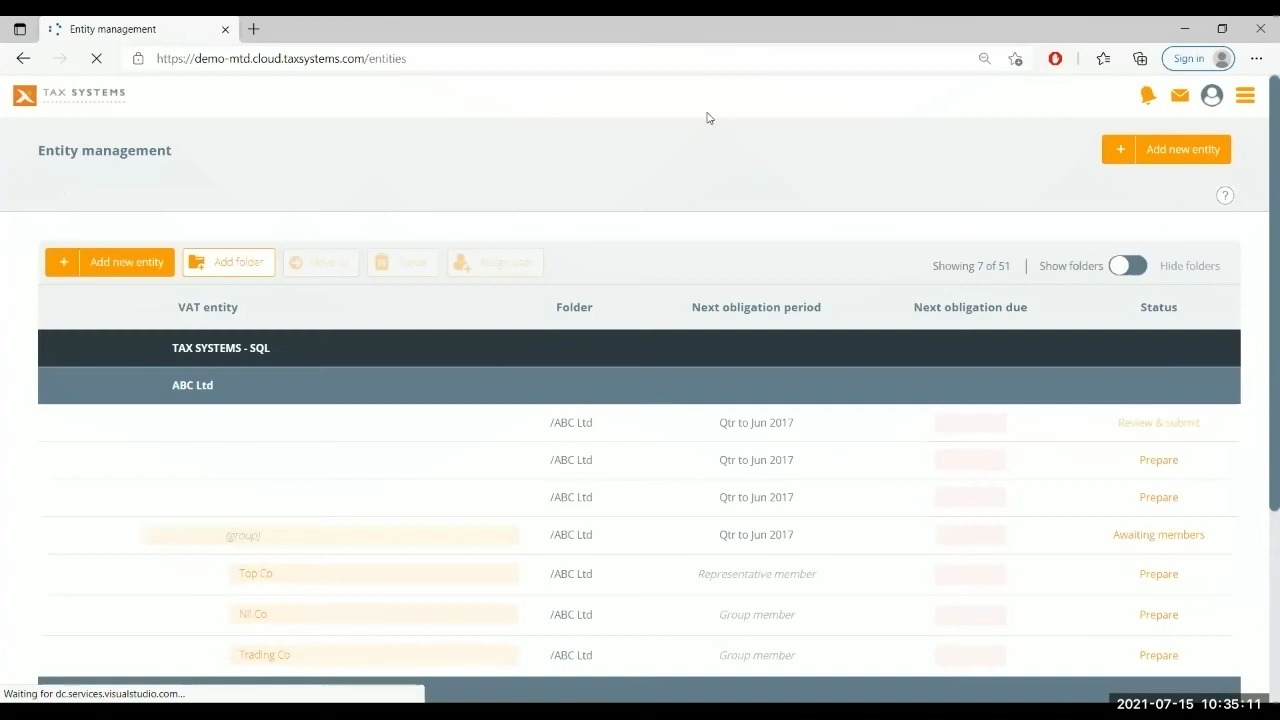 Entity management
https://demo-mtd.cloud.taxsystems.com/entities
Sign in
TAX SYSTEMS
Entity management
+ Add new entity
?
+ Add new entity
Add folder
Move to
Assign user
Showing 7 of 51 | Show folders Hide folders
VAT entity Folder Next obligation period Next obligation due Status
TAX SYSTEMS - SQL
ABC Ltd
/ABC Ltd Qtr to Jun 2017 Review & submit
/ABC Ltd Qtr to Jun 2017 Prepare
/ABC Ltd Qtr to Jun 2017 Prepare
(group) /ABC Ltd Qtr to Jun 2017 Awaiting members
Top Co /ABC Ltd Representative member Prepare
Nil Co /ABC Ltd Group member Prepare
Trading Co /ABC Ltd Group member Prepare
Waiting for dc.services.visualstudio.com...
2021-07-15 10:35:11